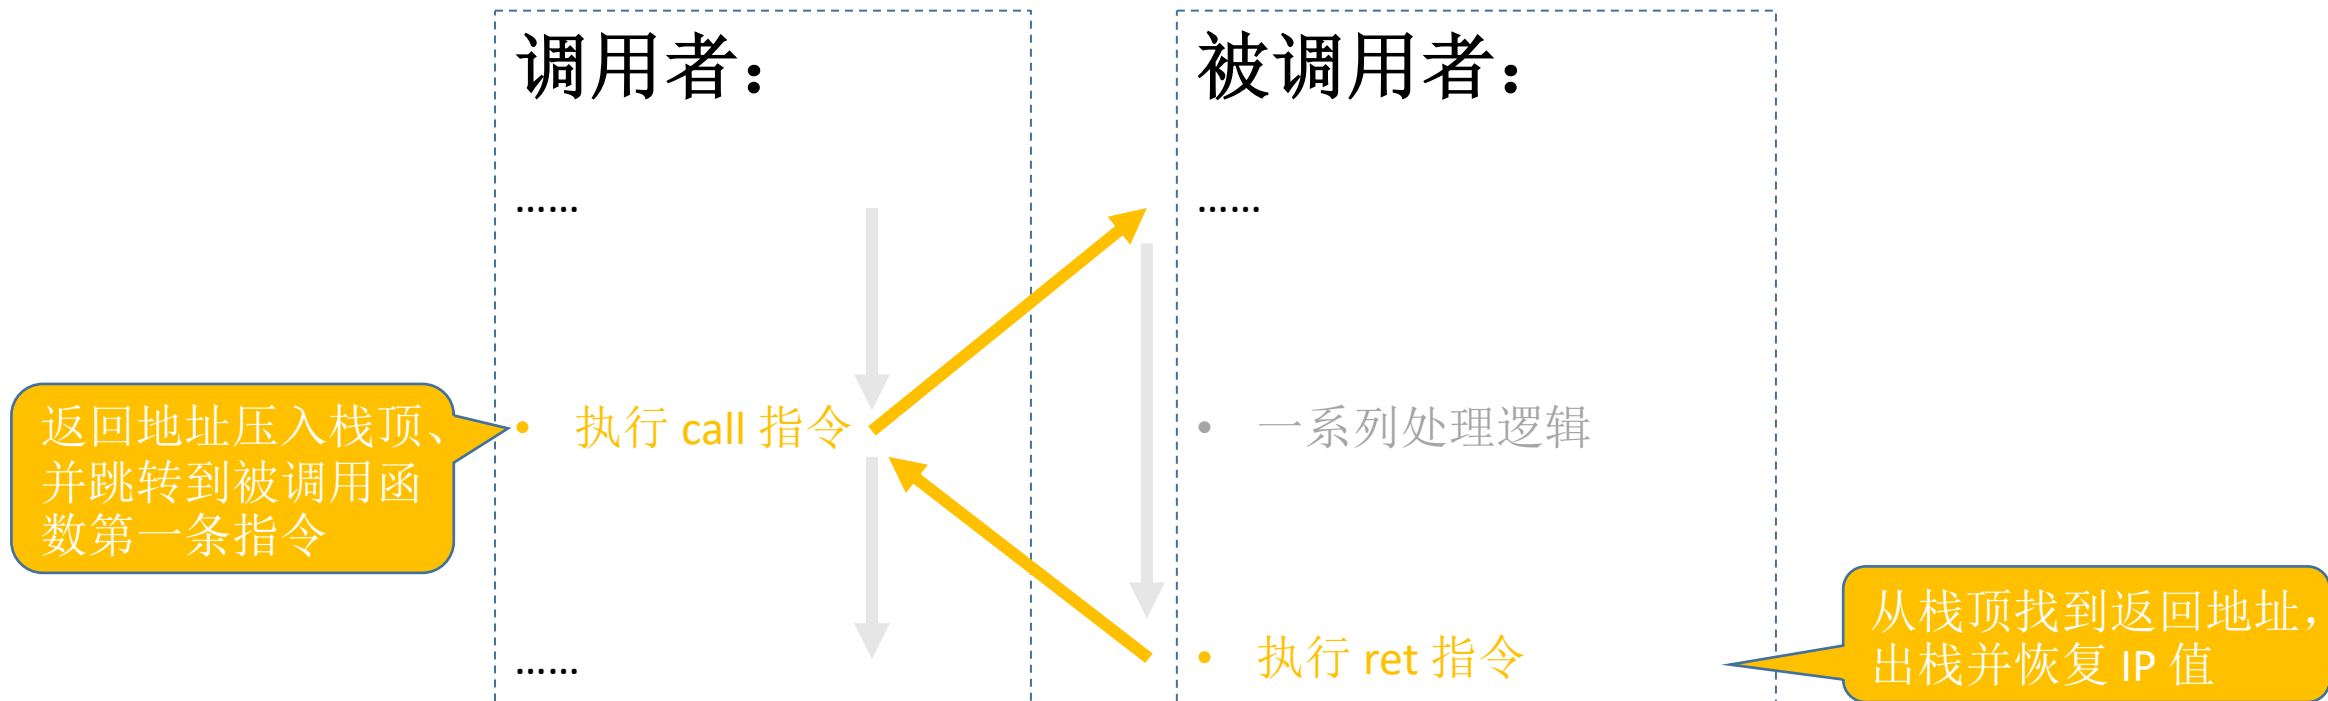 调用者：
……
返回地址压入栈顶、
并跳转到被调用函
数第一条指令
• 执行 call 指令
……
被调用者：
……
• 一系列处理逻辑
• 执行 ret 指令
从栈顶找到返回地址，
出栈并恢复 IP 值